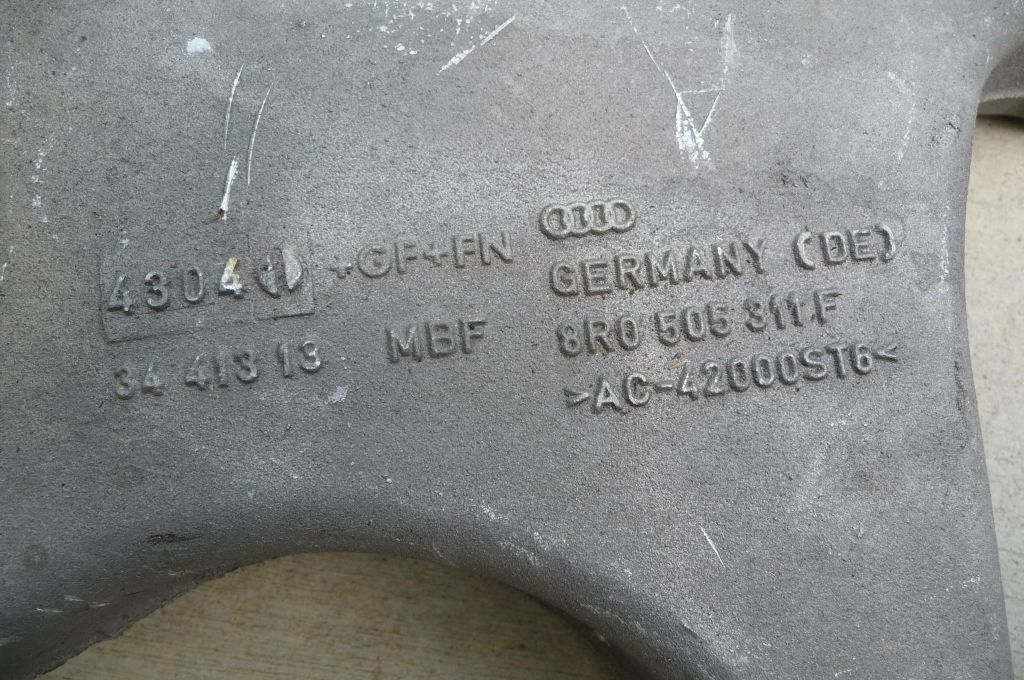 4304
+GF+FN
34 413 13
MBF
GERMANY (DE)
8R0 505 311.F
>AC-42000ST6<